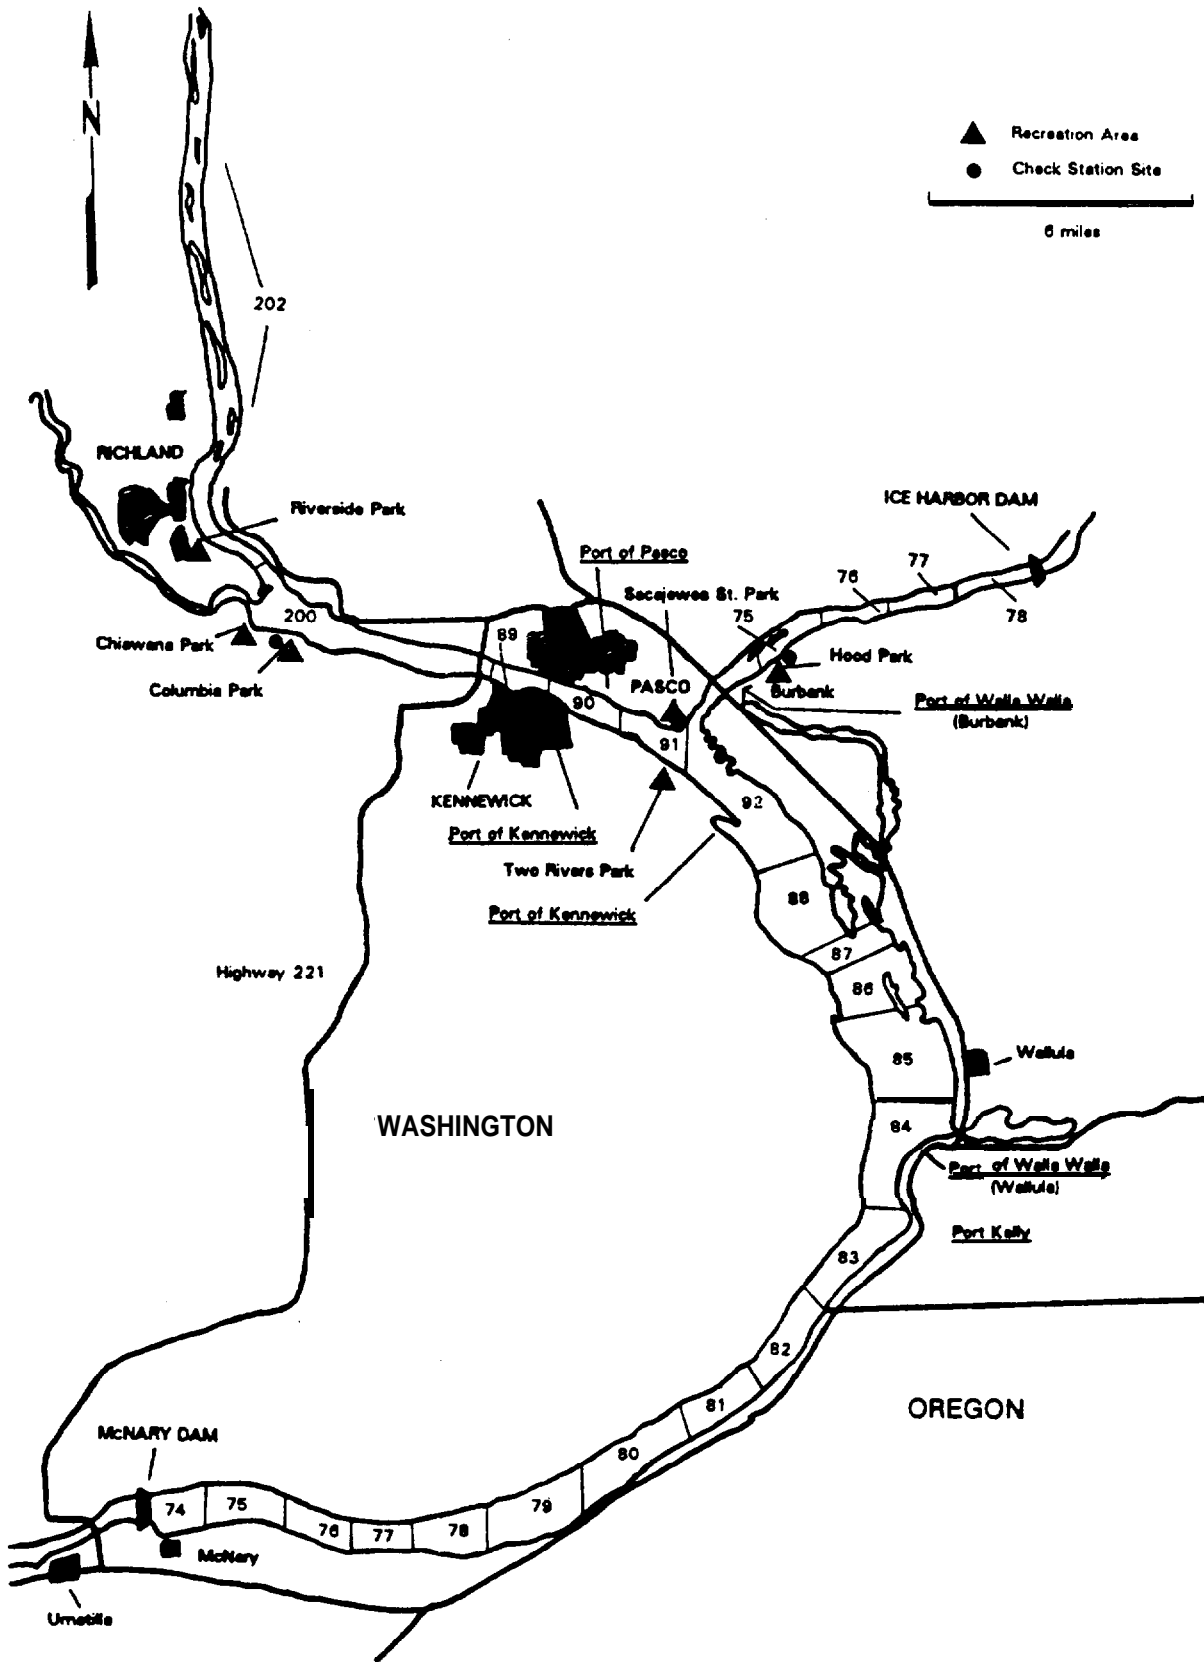 N
Recreation Area
Check Station Site
6 miles
202
RICHLAND
Riverside Park
ICE HARBOR DAM
Port of Pasco
77
76
Sacajewea St. Park
75
78
200
89
Chiawana Park
Hood Park
Columbia Park
PASCO
Burbank
90
Port of Walla Walla
(Burbank)
91
KENNEWICK
92
Port of Kennewick
Two Rivers Park
88
Port of Kennewick
87
Highway 221
86
85
Wallula
WASHINGTON
84
Port of Walla Walla
(Wallula)
Port Kelly
83
82
81
OREGON
McNARY DAM
80
74
75
79
76
77
78
McNary
Umatilla